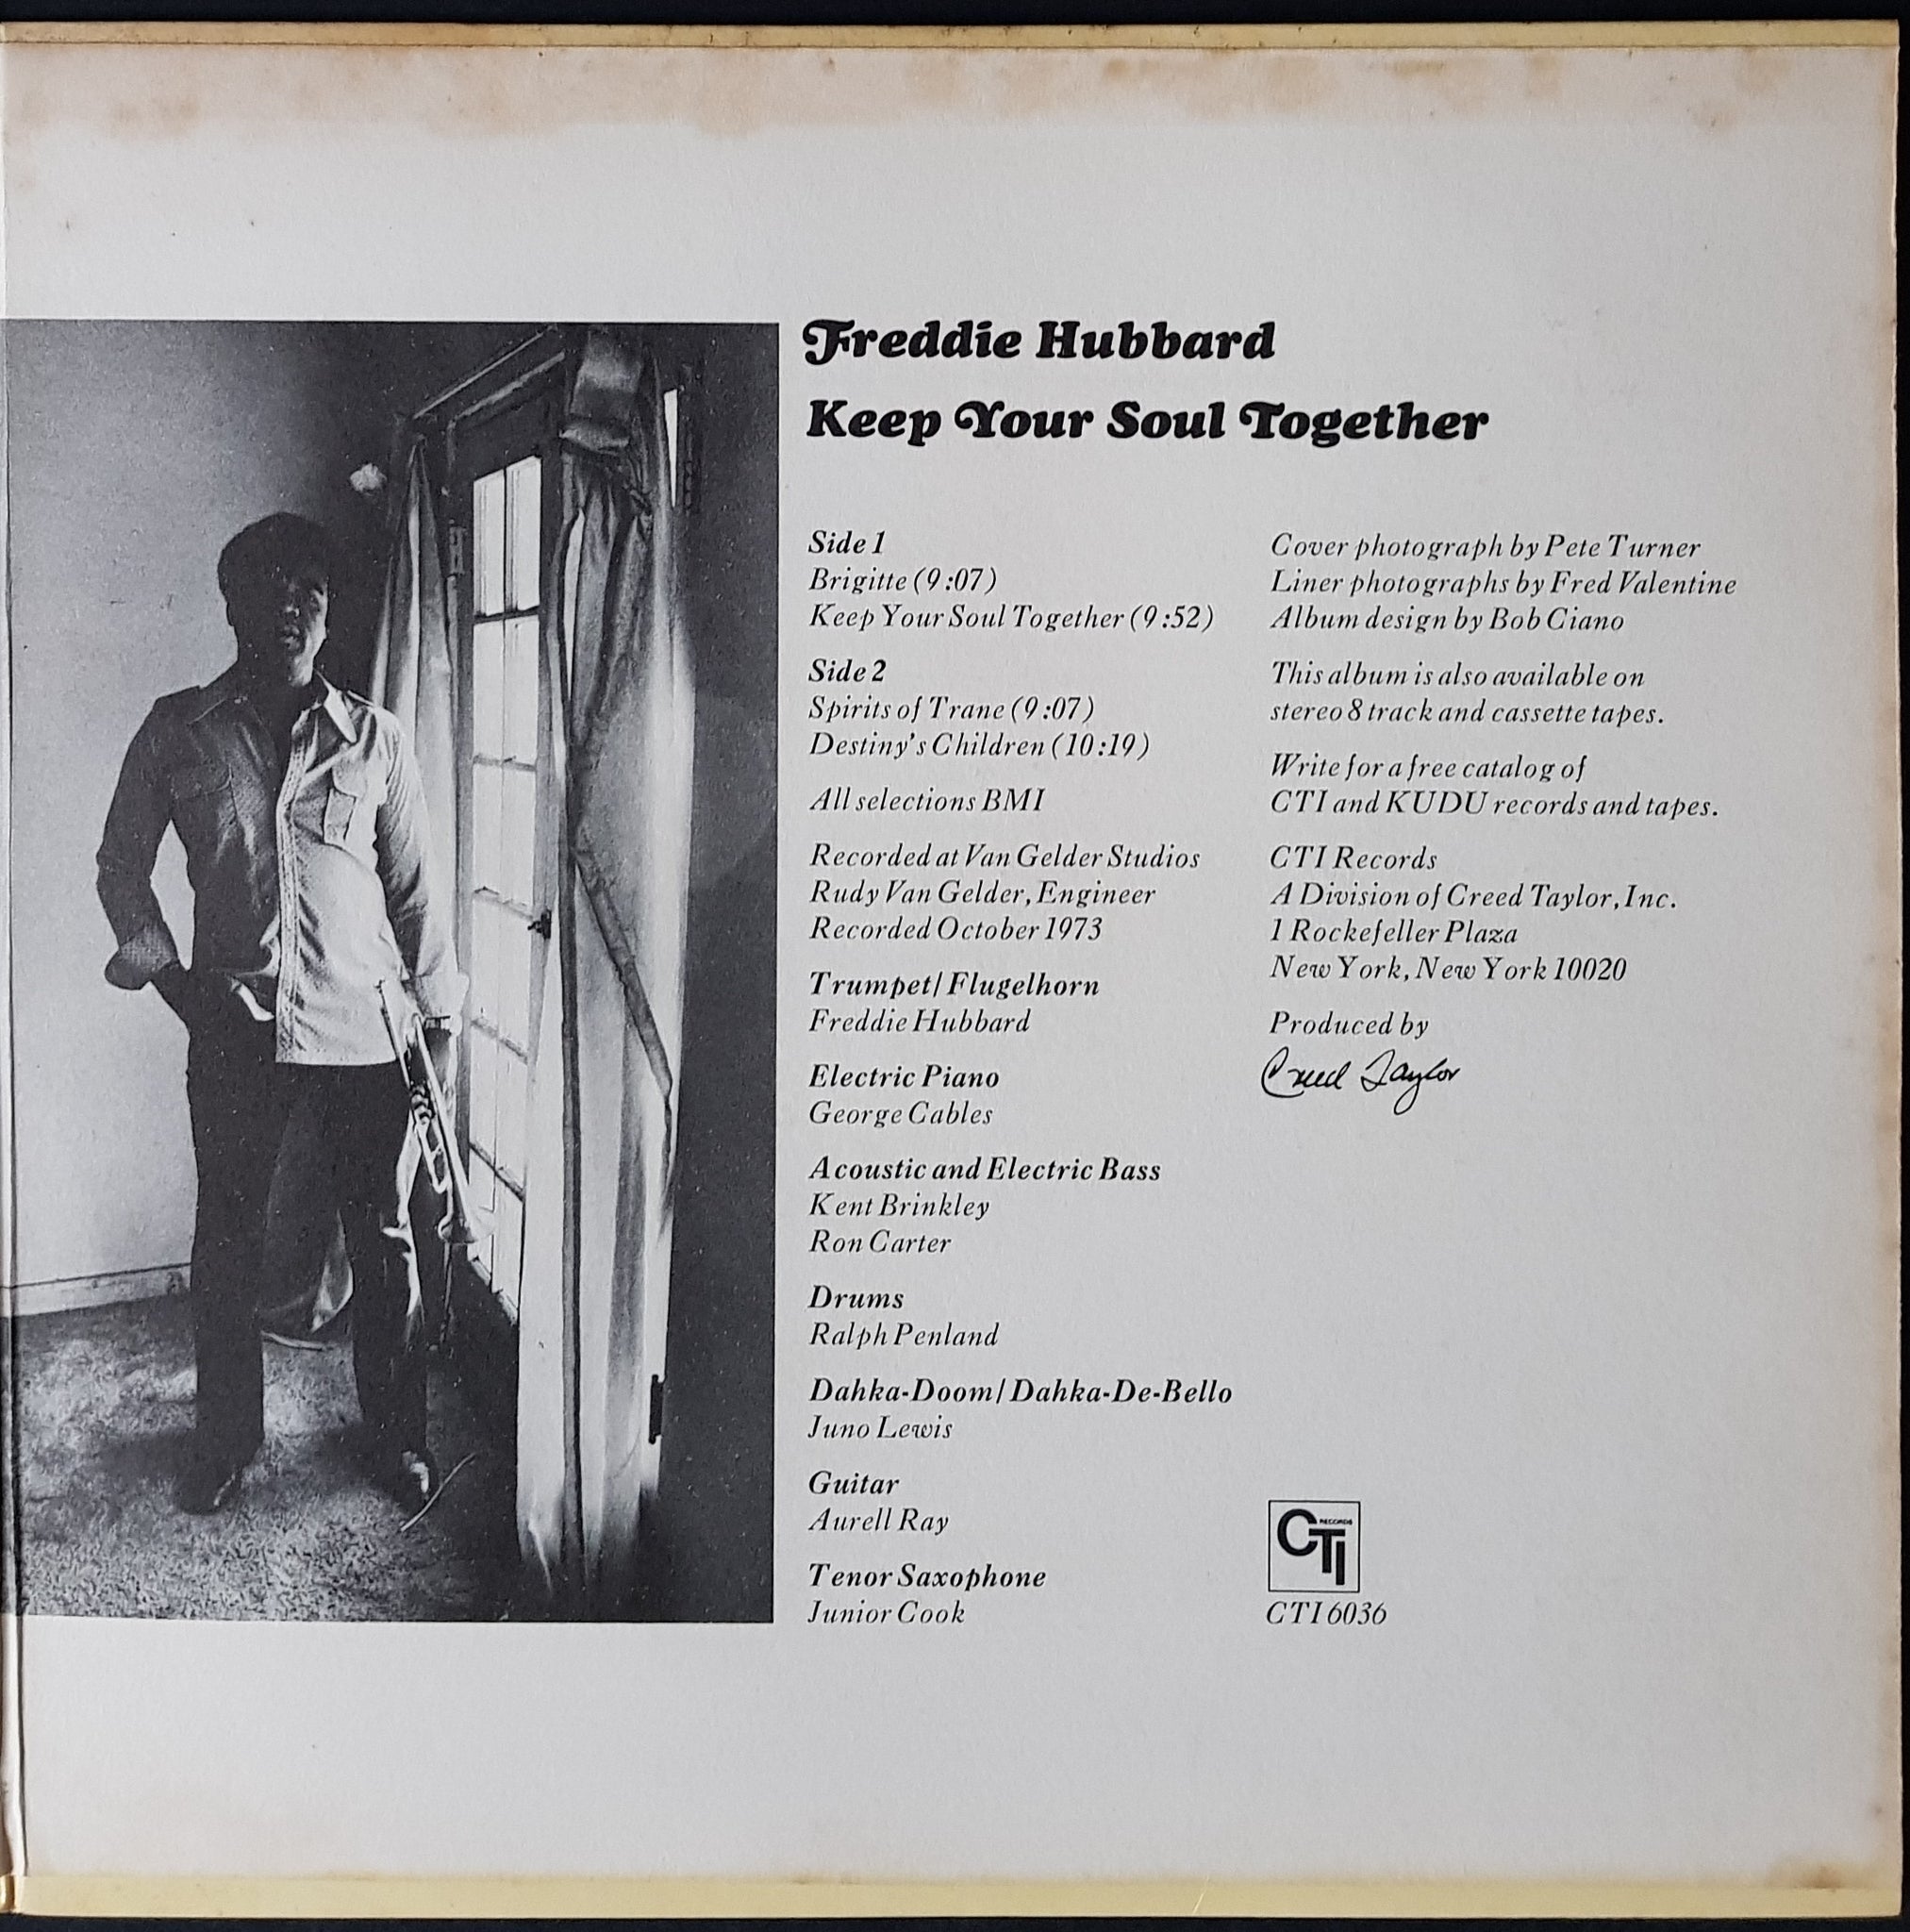 Freddie Hubbard
Keep Your Soul Together
Side 1
Brigitte (9:07)
Keep Your Soul Together (9:52)
Side 2
Spirits of Trane (9:07)
Destiny's Children (10:19)
All selections BMI
Recorded at Van Gelder Studios
Rudy Van Gelder, Engineer
Recorded October 1973
Trumpet/Flugelhorn
Freddie Hubbard
Electric Piano
George Cables
Acoustic and Electric Bass
Kent Brinkley
Ron Carter
Drums
Ralph Penland
Dahka-Doom/Dahka-De-Bello
Juno Lewis
Guitar
Aurell Ray
Tenor Saxophone
Junior Cook
Cover photograph by Pete Turner
Liner photographs by Fred Valentine
Album design by Bob Ciano
This album is also available on
stereo 8 track and cassette tapes.
Write for a free catalog of
CTI and KUDU records and tapes.
CTI Records
A Division of Creed Taylor, Inc.
1 Rockefeller Plaza
New York, New York 10020
Produced by
Creed Taylor
CTI RECORDS
CTI 6036